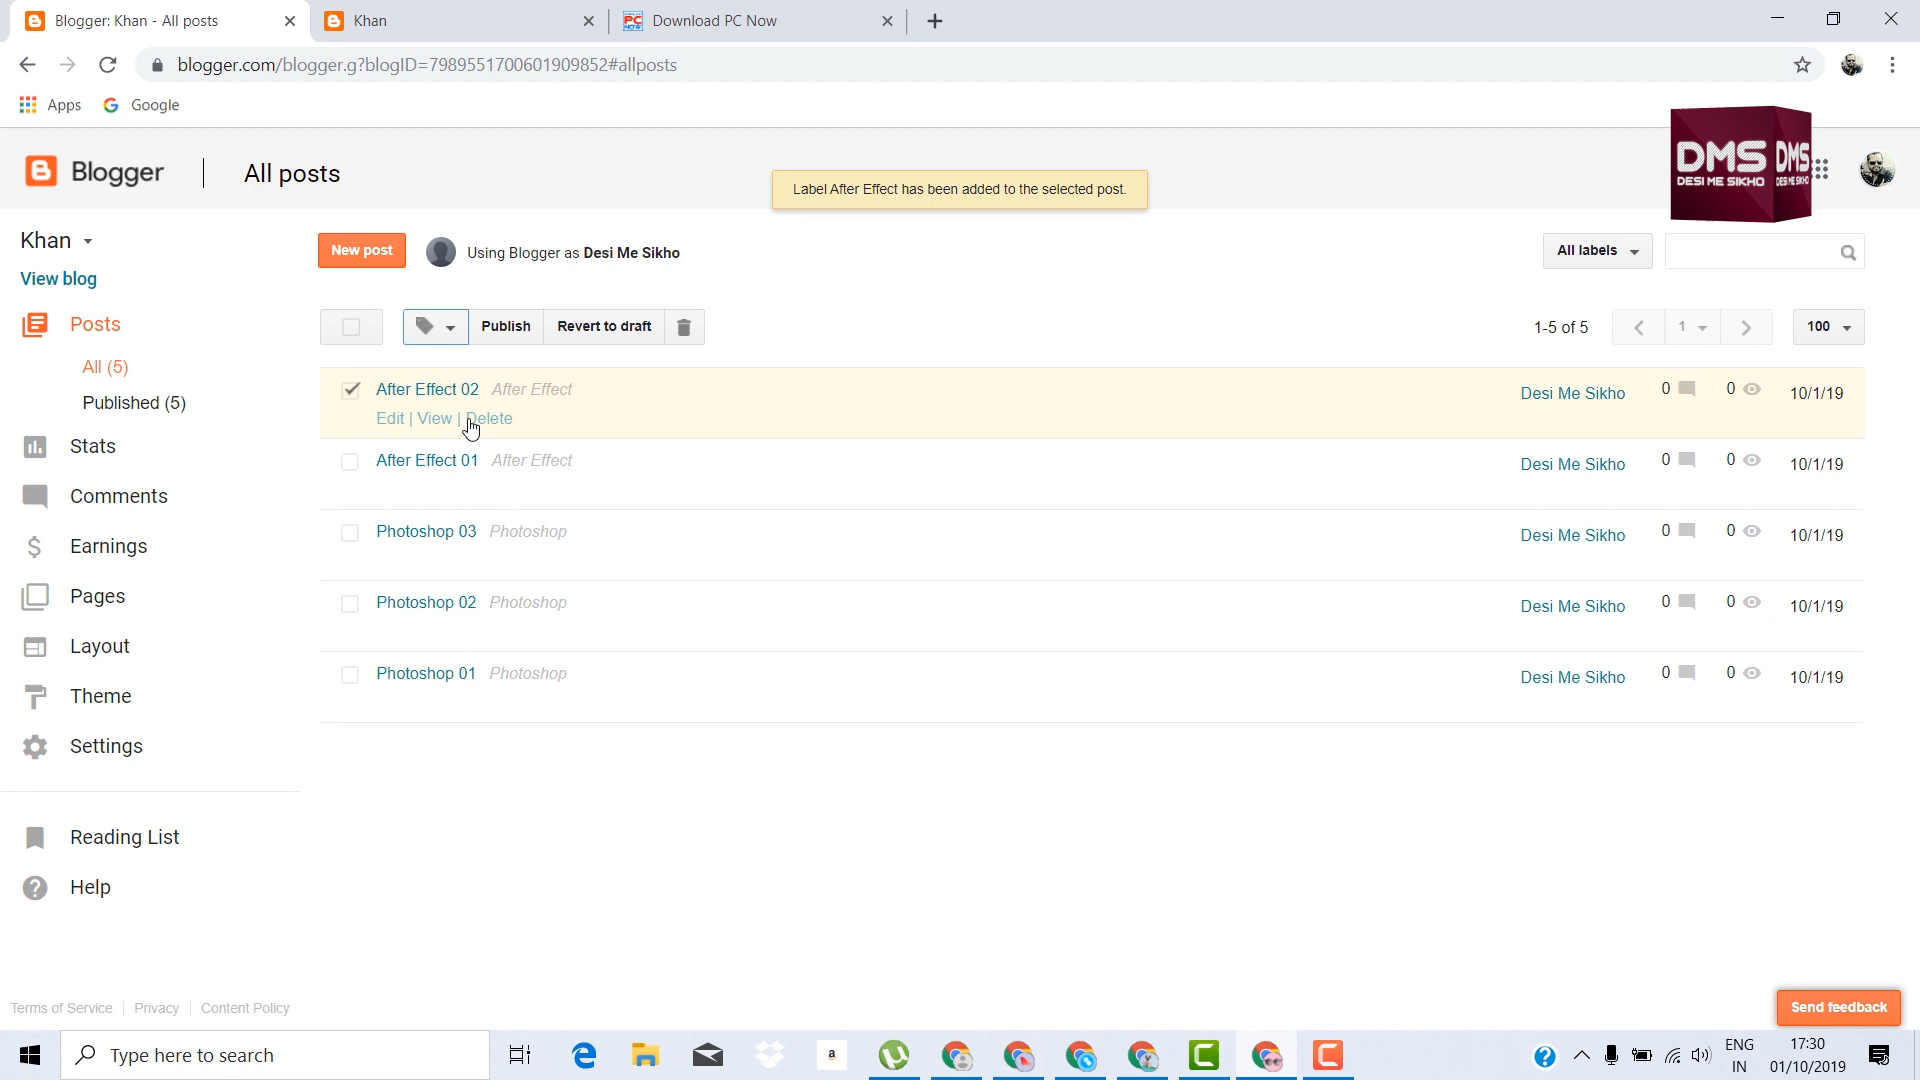 Blogger: Khan - All posts
Khan
Download PC Now
blogger.com/blogger.g?blogID=7989551700601909852#allposts
Apps
Google
Blogger
All posts
Label After Effect has been added to the selected post.
DMS
DESI ME SIKHO
DMS
DESI ME SIKHO
Khan
View blog
New post
Using Blogger as Desi Me Sikho
All labels
Posts
All (5)
Published (5)
Stats
Comments
Earnings
Pages
Layout
Theme
Settings
Reading List
Help
Publish
Revert to draft
1-5 of 5
1
100
After Effect 02 After Effect
Edit | View | Delete
Desi Me Sikho 0 0 10/1/19
After Effect 01 After Effect
Desi Me Sikho 0 0 10/1/19
Photoshop 03 Photoshop
Desi Me Sikho 0 0 10/1/19
Photoshop 02 Photoshop
Desi Me Sikho 0 0 10/1/19
Photoshop 01 Photoshop
Desi Me Sikho 0 0 10/1/19
Terms of Service Privacy Content Policy
Send feedback
Type here to search
a
ENG
IN
17:30
01/10/2019